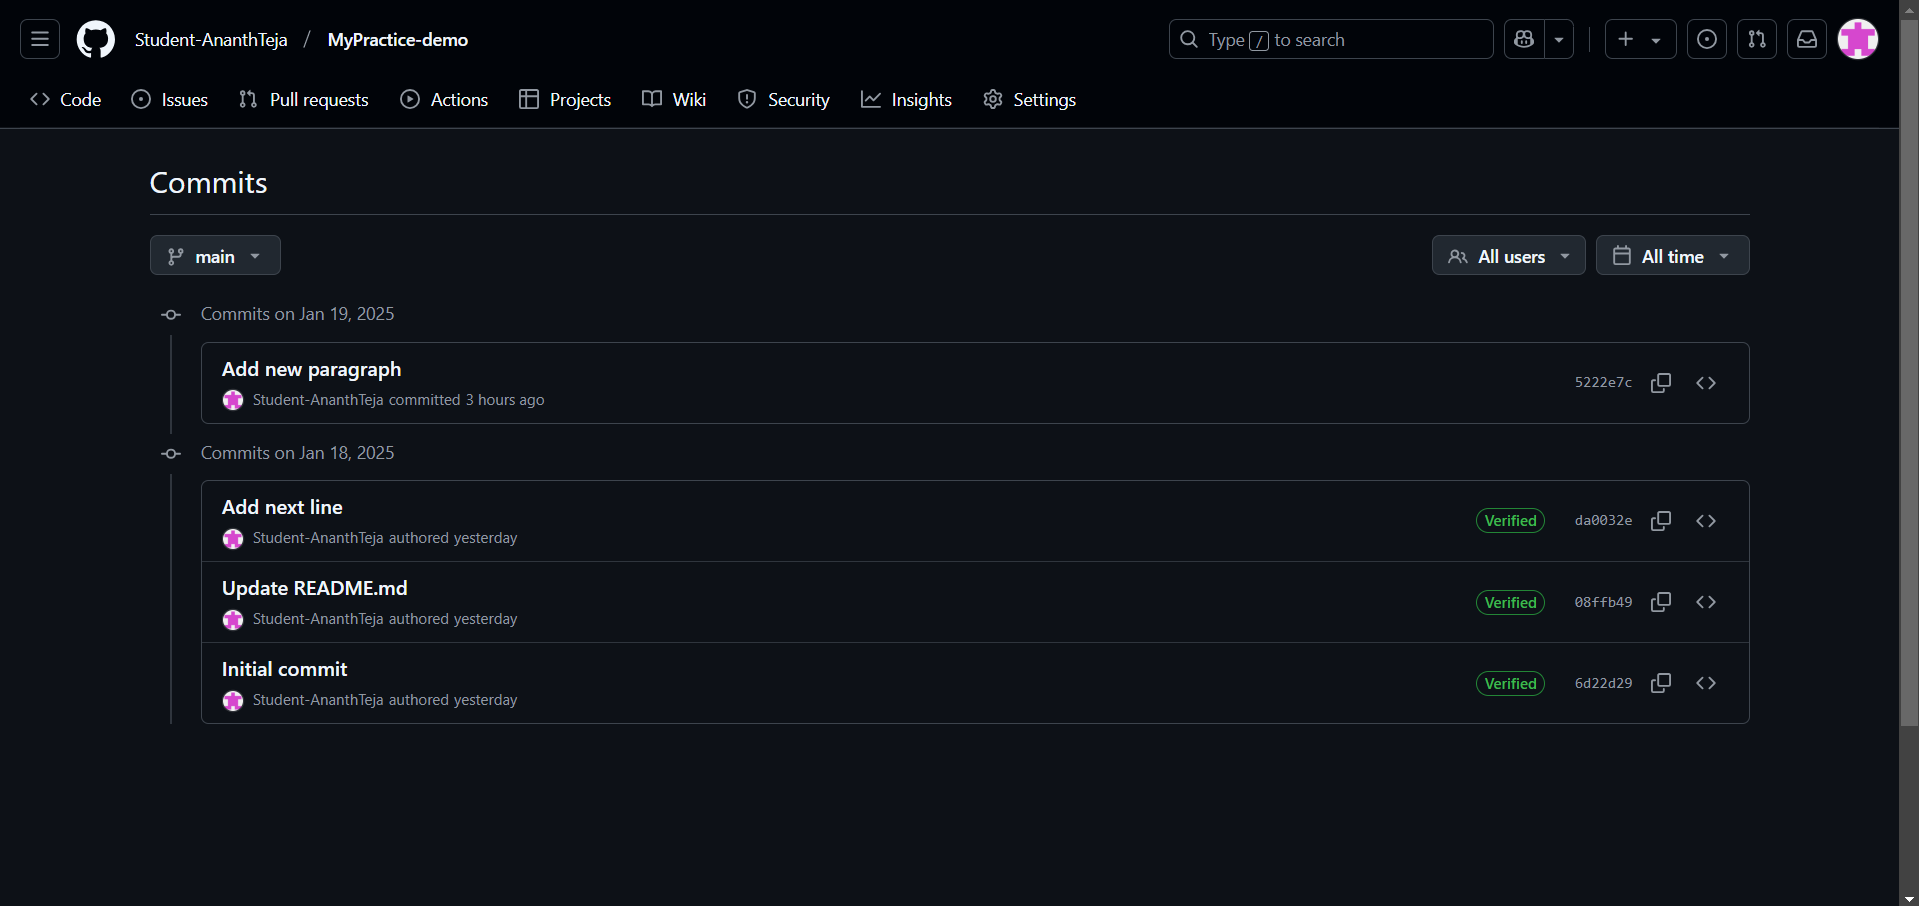 Student-AnanthTeja / MyPractice-demo
Type / to search
Code Issues Pull requests Actions Projects Wiki Security Insights Settings
Commits
main All users All time
Commits on Jan 19, 2025
Add new paragraph
Student-AnanthTeja committed 3 hours ago
5222e7c
Commits on Jan 18, 2025
Add next line
Student-AnanthTeja authored yesterday
Verified da0032e
Update README.md
Student-AnanthTeja authored yesterday
Verified 08ffb49
Initial commit
Student-AnanthTeja authored yesterday
Verified 6d22d29